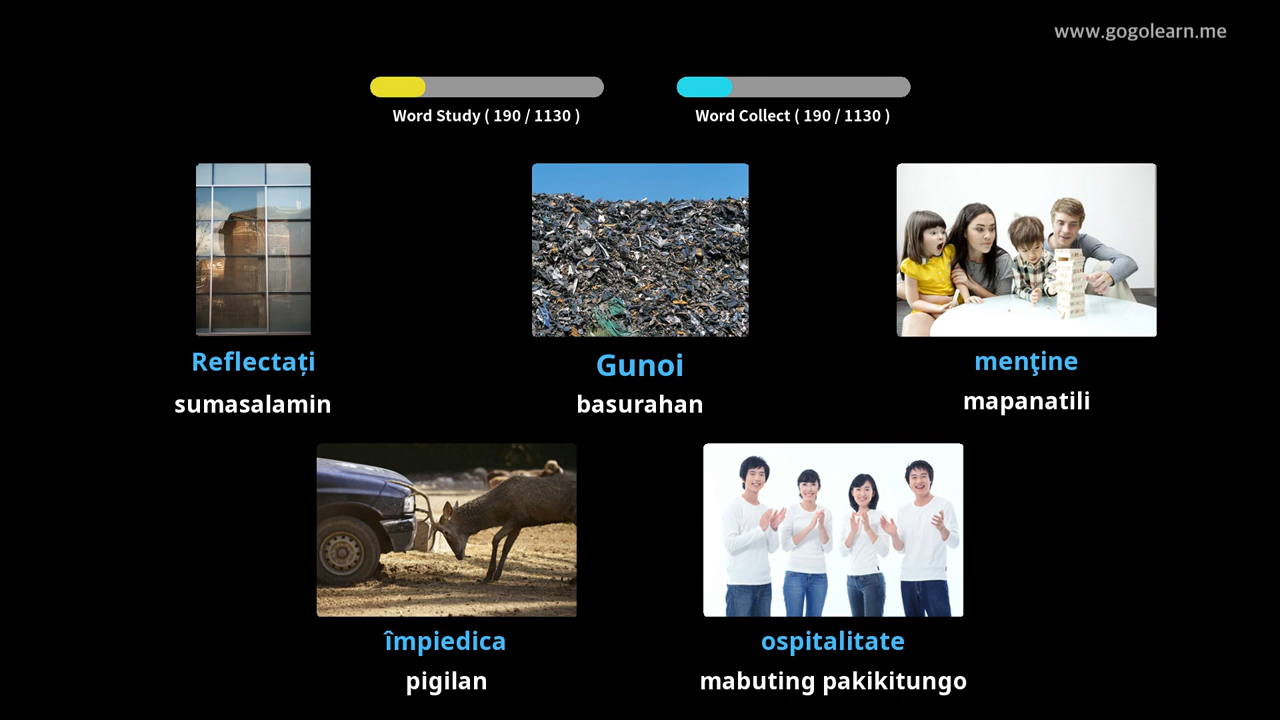 www.gogolearn.me
Word Study ( 190 / 1130 )
Word Collect ( 190 / 1130 )
Reflectați
sumasalamin
Gunoi
basurahan
menţine
mapanatili
împiedica
pigilan
ospitalitate
mabuting pakikitungo